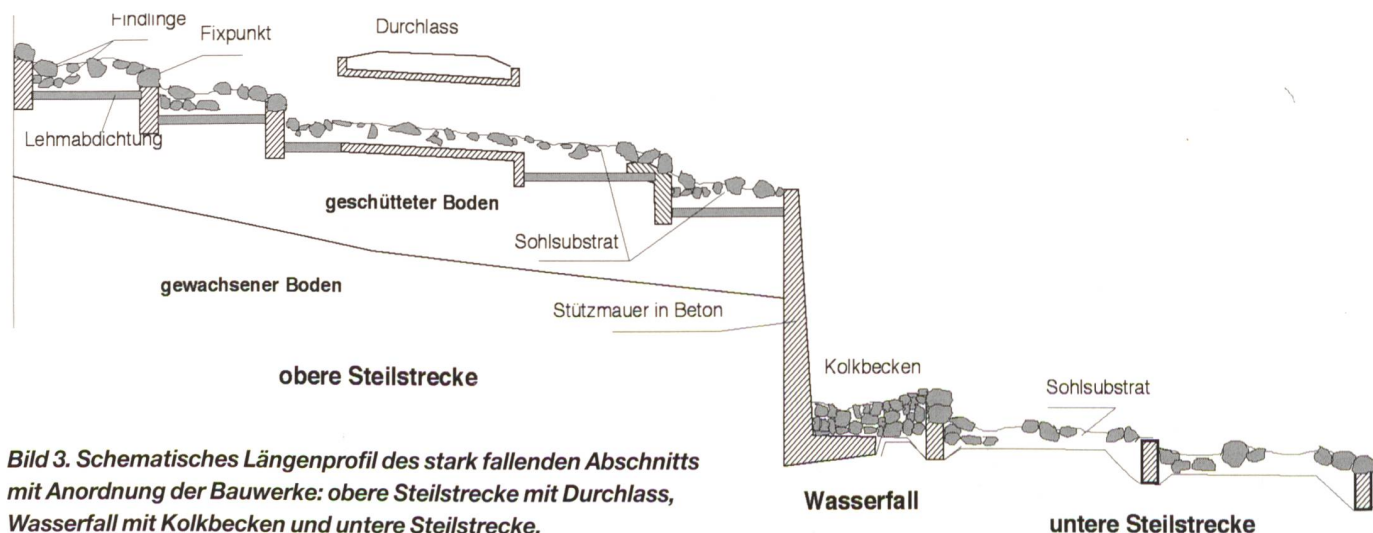 Findlinge
Durchlass
Fixpunkt
Lehmabdichtung
geschütteter Boden
Sohlsubstrat
gewachsener Boden
Stützmauer in Beton
obere Steilstrecke
Kolkbecken
Sohlsubstrat
Bild 3. Schematisches Längenprofil des stark fallenden Abschnitts
mit Anordnung der Bauwerke: obere Steilstrecke mit Durchlass,
Wasserfall mit Kolkbecken und untere Steilstrecke.
Wasserfall
untere Steilstrecke